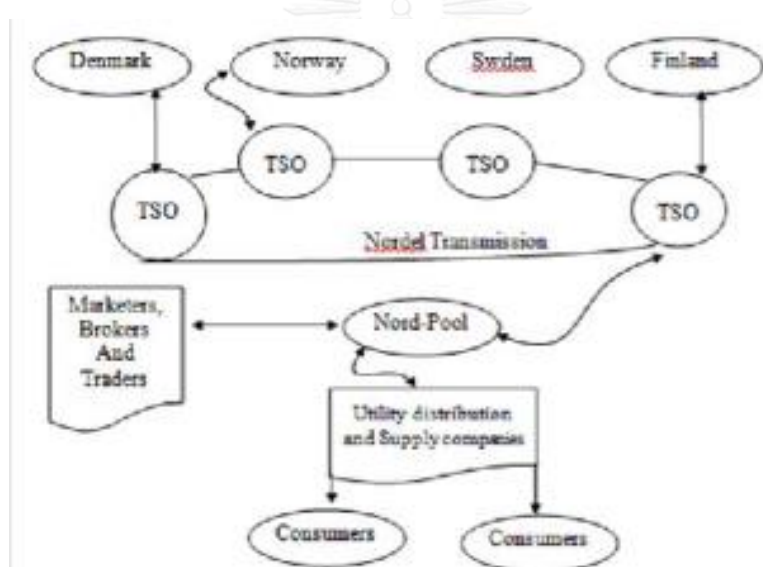 Denmark
Norway
Swden
Finland
TSO
TSO
TSO
TSO
Nordel Transmission
Marketers,
Brokers
And
Traders
Nord-Pool
Utility distribution
and Supply companies
Consumers
Consumers